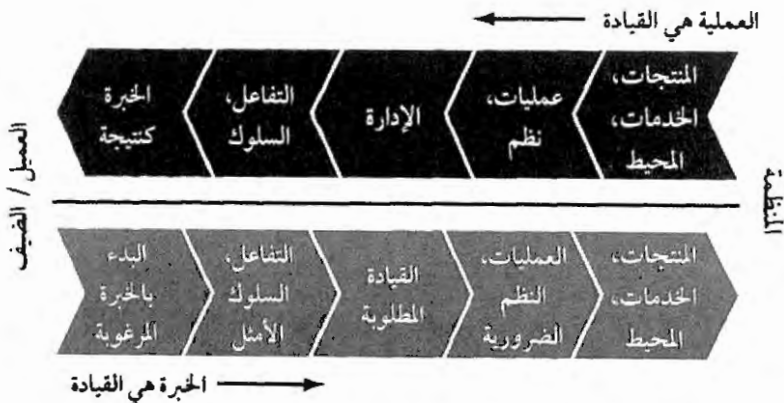 العملية هي القيادة
المنتجات،
الخدمات،
المحيط
عمليات،
نظم
الإدارة
التفاعل،
السلوك
الخبرة
كنتيجة
المنظمة
العميل / الضيف
المنتجات،
الخدمات،
المحيط
العمليات،
النظم
الضرورية
القيادة
المطلوبة
التفاعل،
السلوك
الأمثل
البدء
بالخبرة
المرغوبة
الخبرة هي القيادة